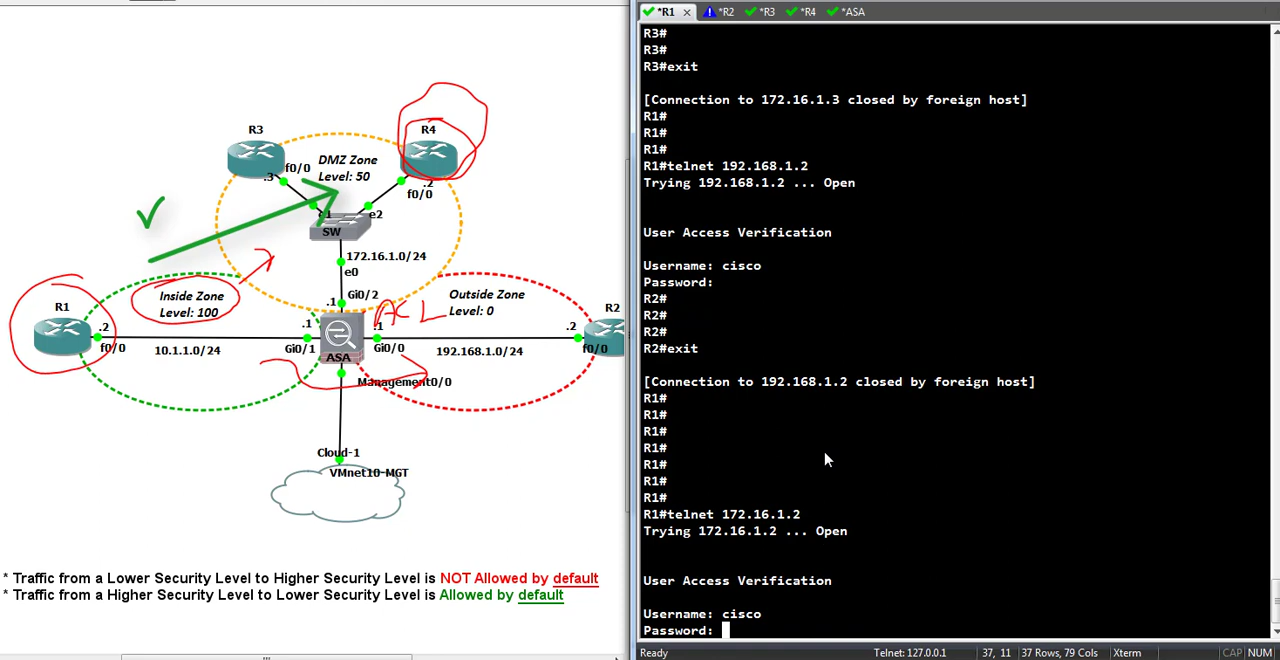 R3
R4
DMZ Zone
Level: 50
f0/0
.3
.2
f0/0
e2
SW
172.16.1.0/24
e0
Inside Zone
Level: 100
Gi0/2
.1
Outside Zone
Level: 0
ACL
R1
R2
.2
.1
.1
.2
f0/0
10.1.1.0/24
Gi0/1
ASA
Gi0/0
192.168.1.0/24
f0/0
Management0/0
Cloud-1
VMnet10-MGT
* Traffic from a Lower Security Level to Higher Security Level is NOT Allowed by default
* Traffic from a Higher Security Level to Lower Security Level is Allowed by default
*R1 × *R2 *R3 *R4 *ASA
R3#
R3#
R3#exit
[Connection to 172.16.1.3 closed by foreign host]
R1#
R1#
R1#
R1#telnet 192.168.1.2
Trying 192.168.1.2 ... Open
User Access Verification
Username: cisco
Password:
R2#
R2#
R2#
R2#exit
[Connection to 192.168.1.2 closed by foreign host]
R1#
R1#
R1#
R1#
R1#
R1#
R1#
R1#telnet 172.16.1.2
Trying 172.16.1.2 ... Open
User Access Verification
Username: cisco
Password:
Ready Telnet: 127.0.0.1 37, 11 37 Rows, 79 Cols Xterm CAP NUM